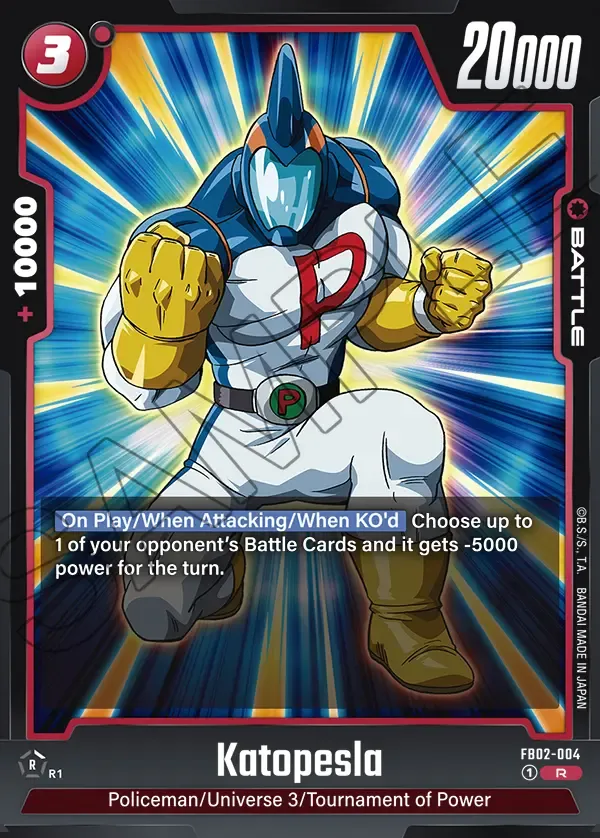 3
20000
+10000
BATTLE
P
P
SAMPLE
On Play/When Attacking/When KO'd Choose up to
1 of your opponent's Battle Cards and it gets -5000
power for the turn.
©B.S./S., T.A. BANDAI MADE IN JAPAN
Katopesla
FB02-004
R R1
1 R
Policeman/Universe 3/Tournament of Power